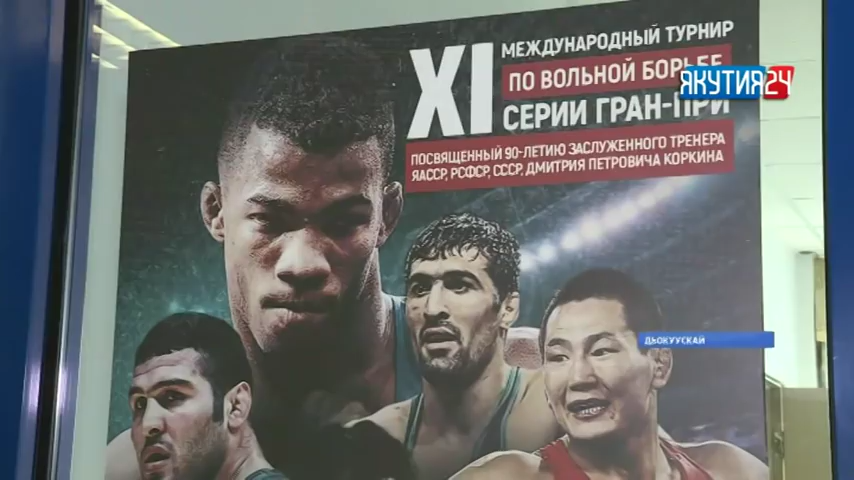 XI
МЕЖДУНАРОДНЫЙ ТУРНИР
ПО ВОЛЬНОЙ БОРЬБЕ
СЕРИИ ГРАН-ПРИ
ПОСВЯЩЕННЫЙ 90-ЛЕТИЮ ЗАСЛУЖЕННОГО ТРЕНЕРА
ЯАССР, РСФСР, СССР, ДМИТРИЯ ПЕТРОВИЧА КОРКИНА
ЯКУТИЯ24
ДЬОКУУСКАЙ